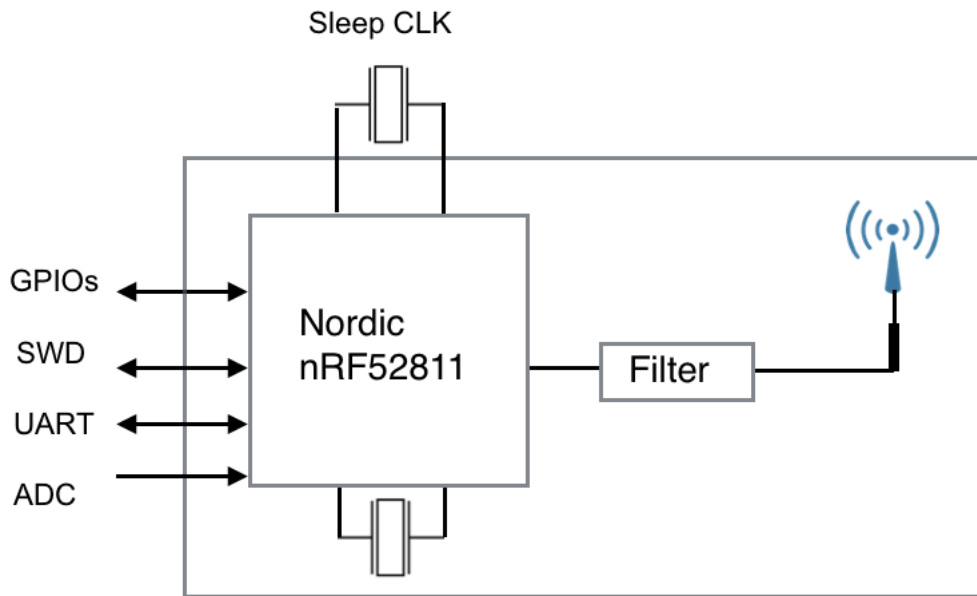 Sleep CLK
GPIOs
SWD
UART
ADC
Nordic
nRF52811
Filter